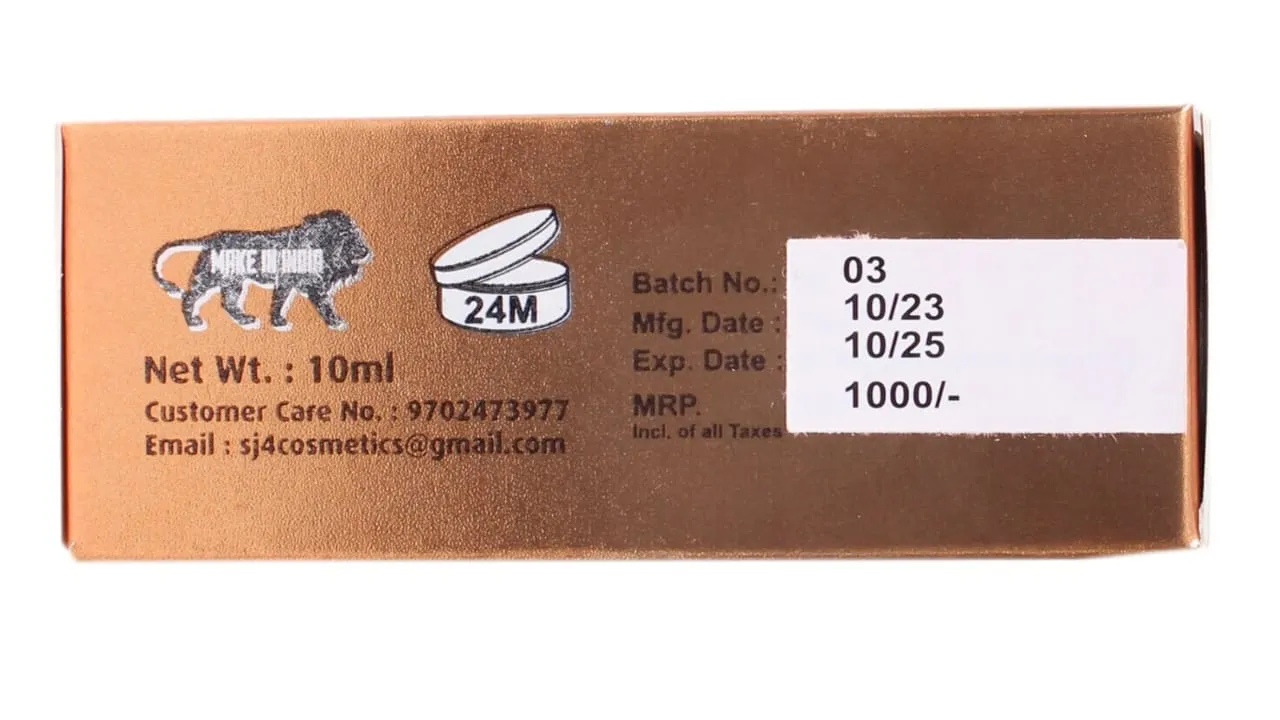 MAKE IN INDIA
24M
Net Wt. : 10ml
Customer Care No. : 9702473977
Email : sj4cosmetics@gmail.com
Batch No.: 03
Mfg. Date : 10/23
Exp. Date : 10/25
MRP. 1000/-
Incl. of all Taxes